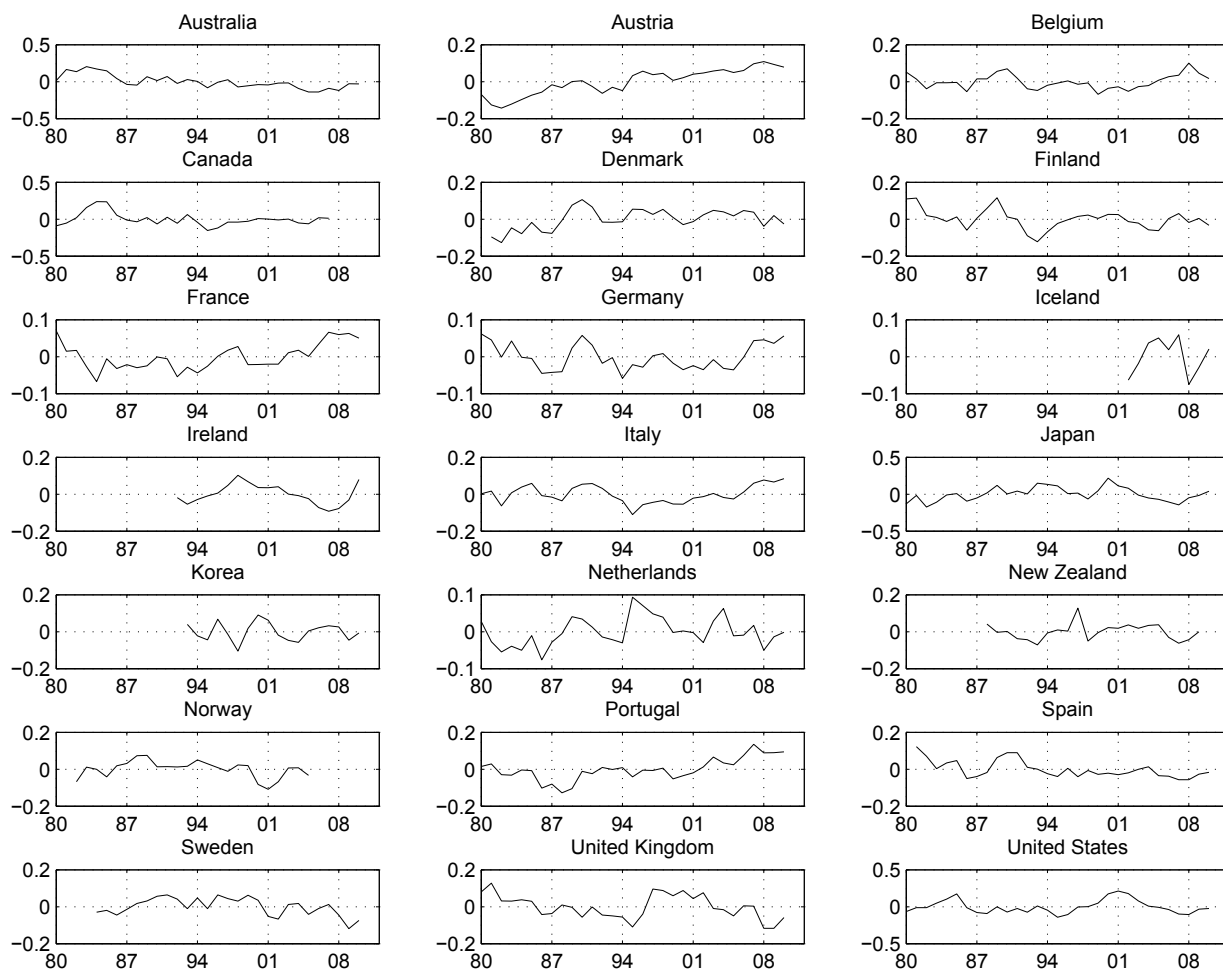 Australia Austria Belgium
0.5 0.2 0.2
0 0 0
−0.5 −0.2 −0.2
80 87 94 01 08 80 87 94 01 08 80 87 94 01 08
Canada Denmark Finland
0.5 0.2 0.2
0 0 0
−0.5 −0.2 −0.2
80 87 94 01 08 80 87 94 01 08 80 87 94 01 08
France Germany Iceland
0.1 0.1 0.1
0 0 0
−0.1 −0.1 −0.1
80 87 94 01 08 80 87 94 01 08 80 87 94 01 08
Ireland Italy Japan
0.2 0.2 0.5
0 0 0
−0.2 −0.2 −0.5
80 87 94 01 08 80 87 94 01 08 80 87 94 01 08
Korea Netherlands New Zealand
0.2 0.1 0.2
0 0 0
−0.2 −0.1 −0.2
80 87 94 01 08 80 87 94 01 08 80 87 94 01 08
Norway Portugal Spain
0.2 0.2 0.2
0 0 0
−0.2 −0.2 −0.2
80 87 94 01 08 80 87 94 01 08 80 87 94 01 08
Sweden United Kingdom United States
0.2 0.2 0.5
0 0 0
−0.2 −0.2 −0.5
80 87 94 01 08 80 87 94 01 08 80 87 94 01 08